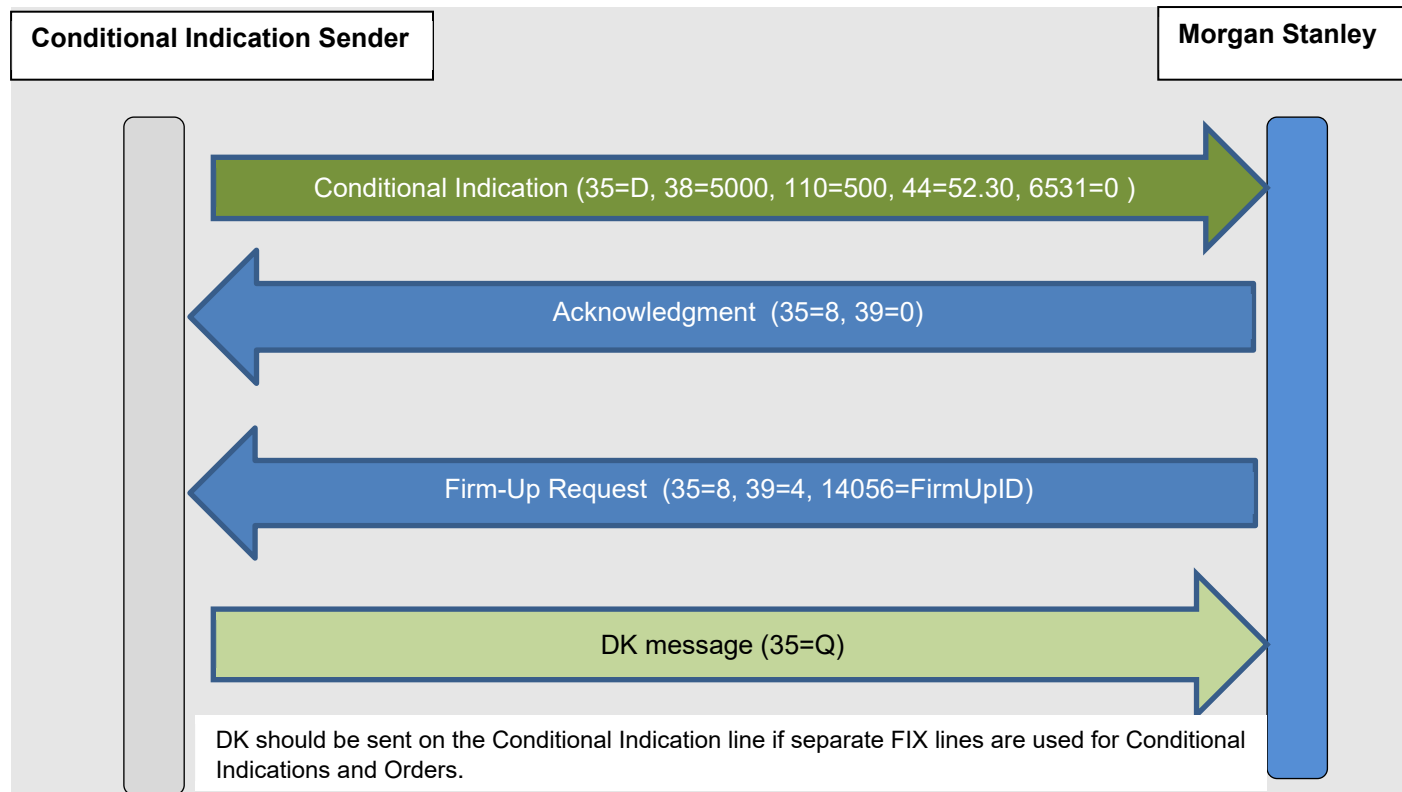 Conditional Indication Sender
Morgan Stanley
Conditional Indication (35=D, 38=5000, 110=500, 44=52.30, 6531=0 )
Acknowledgment  (35=8, 39=0)
Firm-Up Request  (35=8, 39=4, 14056=FirmUpID)
DK message (35=Q)
DK should be sent on the Conditional Indication line if separate FIX lines are used for Conditional
Indications and Orders.